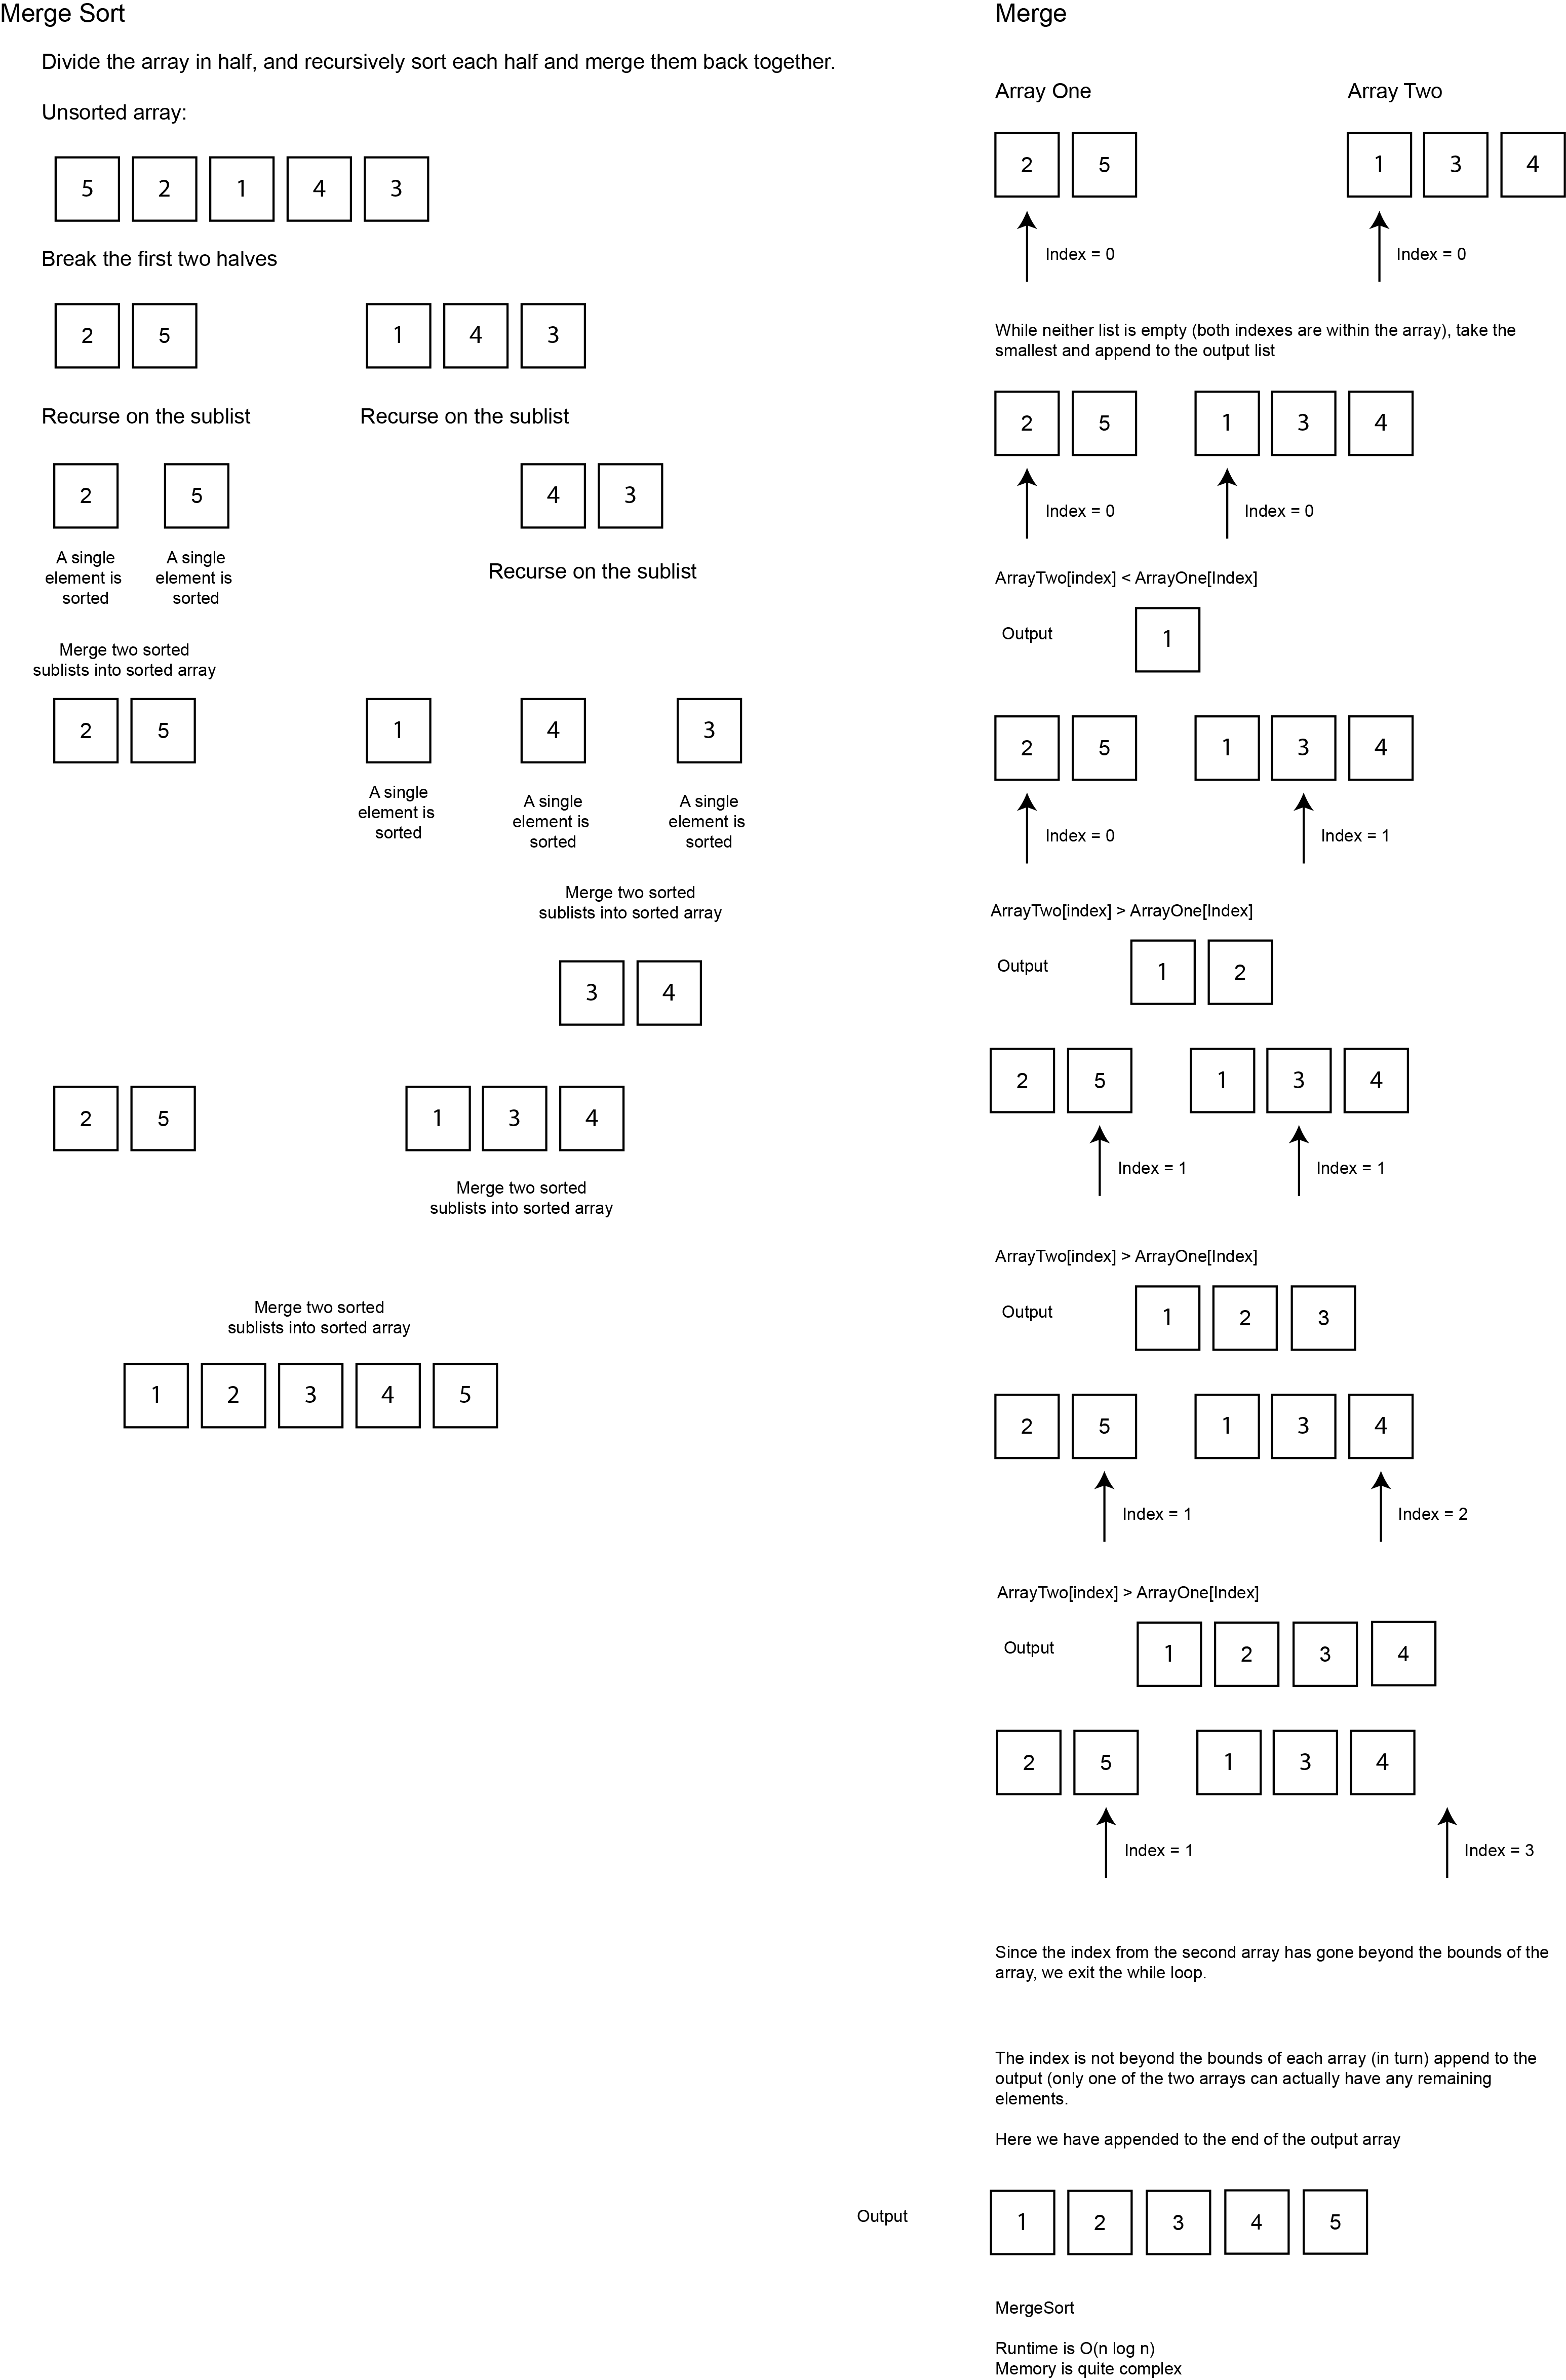 Merge Sort
Divide the array in half, and recursively sort each half and merge them back together.
Unsorted array:
5 2 1 4 3
Break the first two halves
2 5 1 4 3
Recurse on the sublist Recurse on the sublist
2 5 4 3
A single
element is
sorted
A single
element is
sorted
Recurse on the sublist
Merge two sorted
sublists into sorted array
2 5 1 4 3
A single
element is
sorted
A single
element is
sorted
A single
element is
sorted
Merge two sorted
sublists into sorted array
3 4
2 5 1 3 4
Merge two sorted
sublists into sorted array
Merge two sorted
sublists into sorted array
1 2 3 4 5
Merge
Array One Array Two
2 5 1 3 4
Index = 0 Index = 0
While neither list is empty (both indexes are within the array), take the
smallest and append to the output list
2 5 1 3 4
Index = 0 Index = 0
ArrayTwo[index] < ArrayOne[Index]
Output 1
2 5 1 3 4
Index = 0 Index = 1
ArrayTwo[index] > ArrayOne[Index]
Output 1 2
2 5 1 3 4
Index = 1 Index = 1
ArrayTwo[index] > ArrayOne[Index]
Output 1 2 3
2 5 1 3 4
Index = 1 Index = 2
ArrayTwo[index] > ArrayOne[Index]
Output 1 2 3 4
2 5 1 3 4
Index = 1 Index = 3
Since the index from the second array has gone beyond the bounds of the
array, we exit the while loop.
The index is not beyond the bounds of each array (in turn) append to the
output (only one of the two arrays can actually have any remaining
elements.
Here we have appended to the end of the output array
Output 1 2 3 4 5
MergeSort
Runtime is O(n log n)
Memory is quite complex